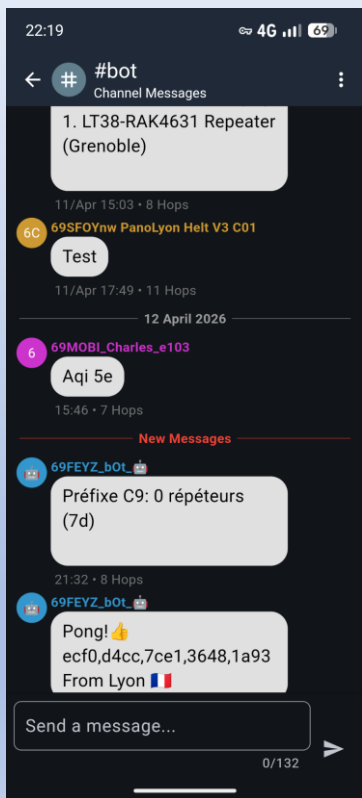 22:19
4G
69
#
#bot
Channel Messages
1. LT38-RAK4631 Repeater
(Grenoble)
11/Apr 15:03 • 8 Hops
6C
69SFOYnw PanoLyon Helt V3 C01
Test
11/Apr 17:49 • 11 Hops
12 April 2026
6
69MOBI_Charles_e103
Aqi 5e
15:46 • 7 Hops
New Messages
69FEYZ_bOt_🤖
Préfixe C9: 0 répéteurs
(7d)
21:32 • 8 Hops
69FEYZ_bOt_🤖
Pong!👍
ecf0,d4cc,7ce1,3648,1a93
From Lyon 🇫🇷
Send a message...
0/132